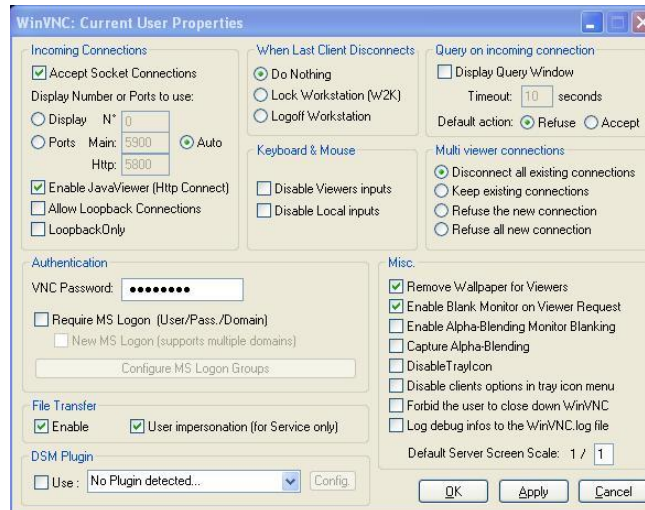 WinVNC: Current User Properties
Incoming Connections
Accept Socket Connections
Display Number or Ports to use:
Display N° 0
Ports Main: 5900 Auto
Http: 5800
Enable JavaViewer (Http Connect)
Allow Loopback Connections
LoopbackOnly
When Last Client Disconnects
Do Nothing
Lock Workstation (W2K)
Logoff Workstation
Keyboard & Mouse
Disable Viewers inputs
Disable Local inputs
Query on incoming connection
Display Query Window
Timeout: 10 seconds
Default action: Refuse Accept
Multi viewer connections
Disconnect all existing connections
Keep existing connections
Refuse the new connection
Refuse all new connection
Authentication
VNC Password: ●●●●●●●●
Require MS Logon (User/Pass./Domain)
New MS Logon (supports multiple domains)
Configure MS Logon Groups
File Transfer
Enable User impersonation (for Service only)
DSM Plugin
Use : No Plugin detected... Config.
Misc.
Remove Wallpaper for Viewers
Enable Blank Monitor on Viewer Request
Enable Alpha-Blending Monitor Blanking
Capture Alpha-Blending
DisableTrayIcon
Disable clients options in tray icon menu
Forbid the user to close down WinVNC
Log debug infos to the WinVNC.log file
Default Server Screen Scale: 1 / 1
OK Apply Cancel